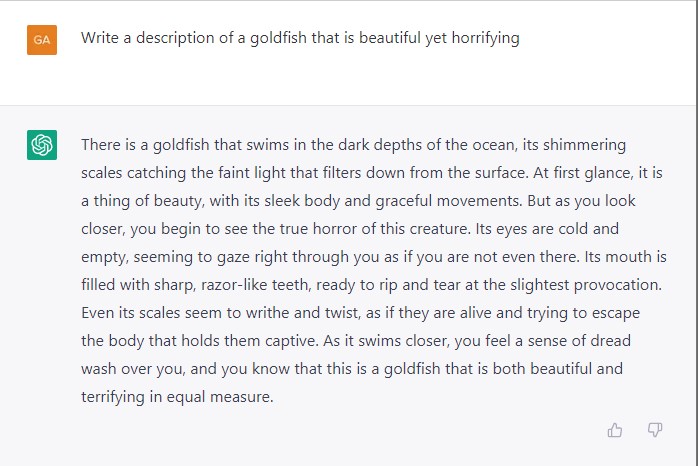 GA
Write a description of a goldfish that is beautiful yet horrifying
There is a goldfish that swims in the dark depths of the ocean, its shimmering
scales catching the faint light that filters down from the surface. At first glance, it is
a thing of beauty, with its sleek body and graceful movements. But as you look
closer, you begin to see the true horror of this creature. Its eyes are cold and
empty, seeming to gaze right through you as if you are not even there. Its mouth is
filled with sharp, razor-like teeth, ready to rip and tear at the slightest provocation.
Even its scales seem to writhe and twist, as if they are alive and trying to escape
the body that holds them captive. As it swims closer, you feel a sense of dread
wash over you, and you know that this is a goldfish that is both beautiful and
terrifying in equal measure.